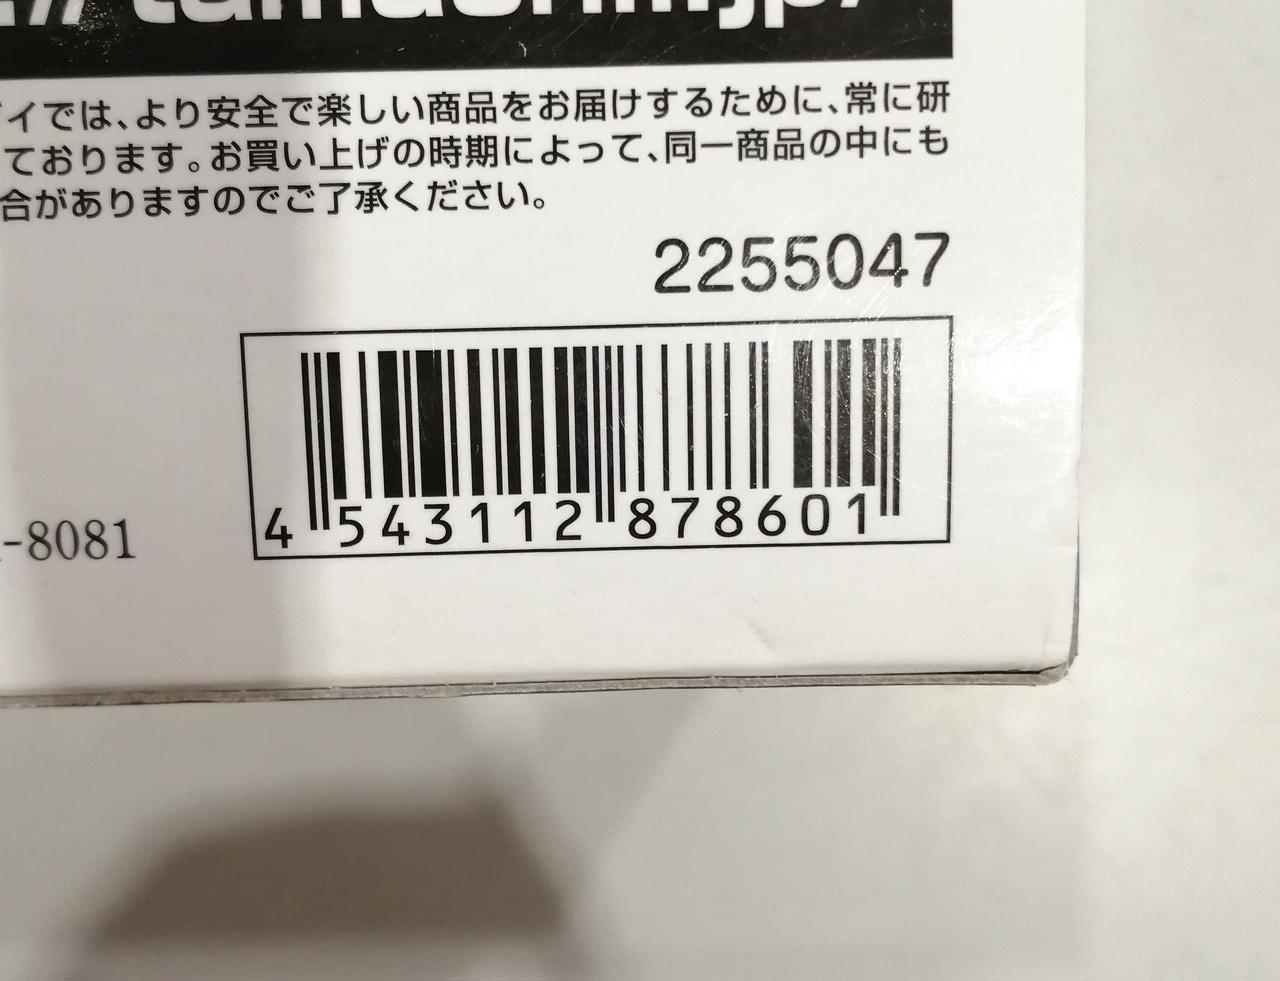 イでは、より安全で楽しい商品をお届けするために、常に研
ております。お買い上げの時期によって、同一商品の中にも
合がありますのでご了承ください。
2255047
-8081
4 543112 878601